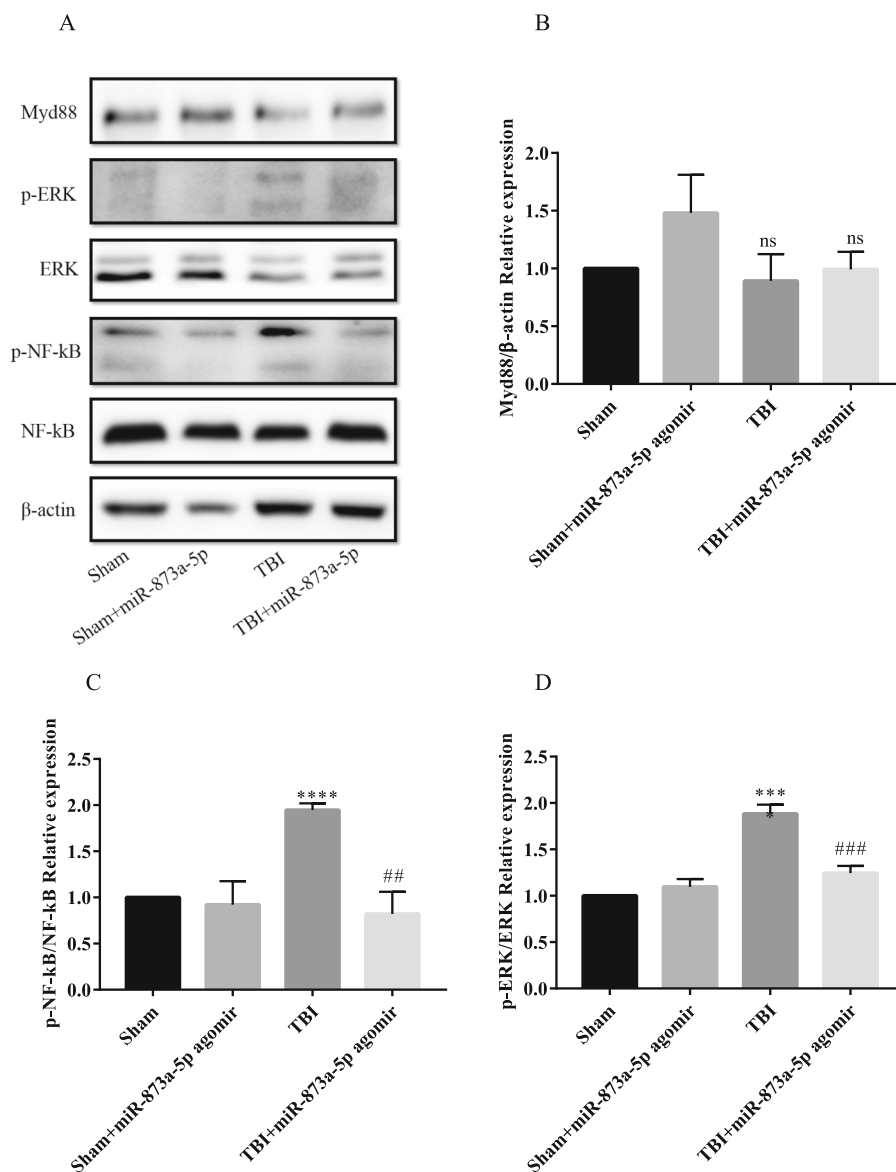 A
Myd88
p-ERK
ERK
p-NF-kB
NF-kB
β-actin
Sham
Sham+miR-873a-5p
TBI
TBI+miR-873a-5p
B
Myd88/β-actin Relative expression
2.0
1.5
1.0
0.5
0.0
ns
ns
Sham
Sham+miR-873a-5p agomir
TBI
TBI+miR-873a-5p agomir
C
p-NF-kB/NF-kB Relative expression
2.5
2.0
1.5
1.0
0.5
0.0
****
##
Sham
Sham+miR-873a-5p agomir
TBI
TBI+miR-873a-5p agomir
D
p-ERK/ERK Relative expression
2.5
2.0
1.5
1.0
0.5
0.0
***
*
###
Sham
Sham+miR-873a-5p agomir
TBI
TBI+miR-873a-5p agomir